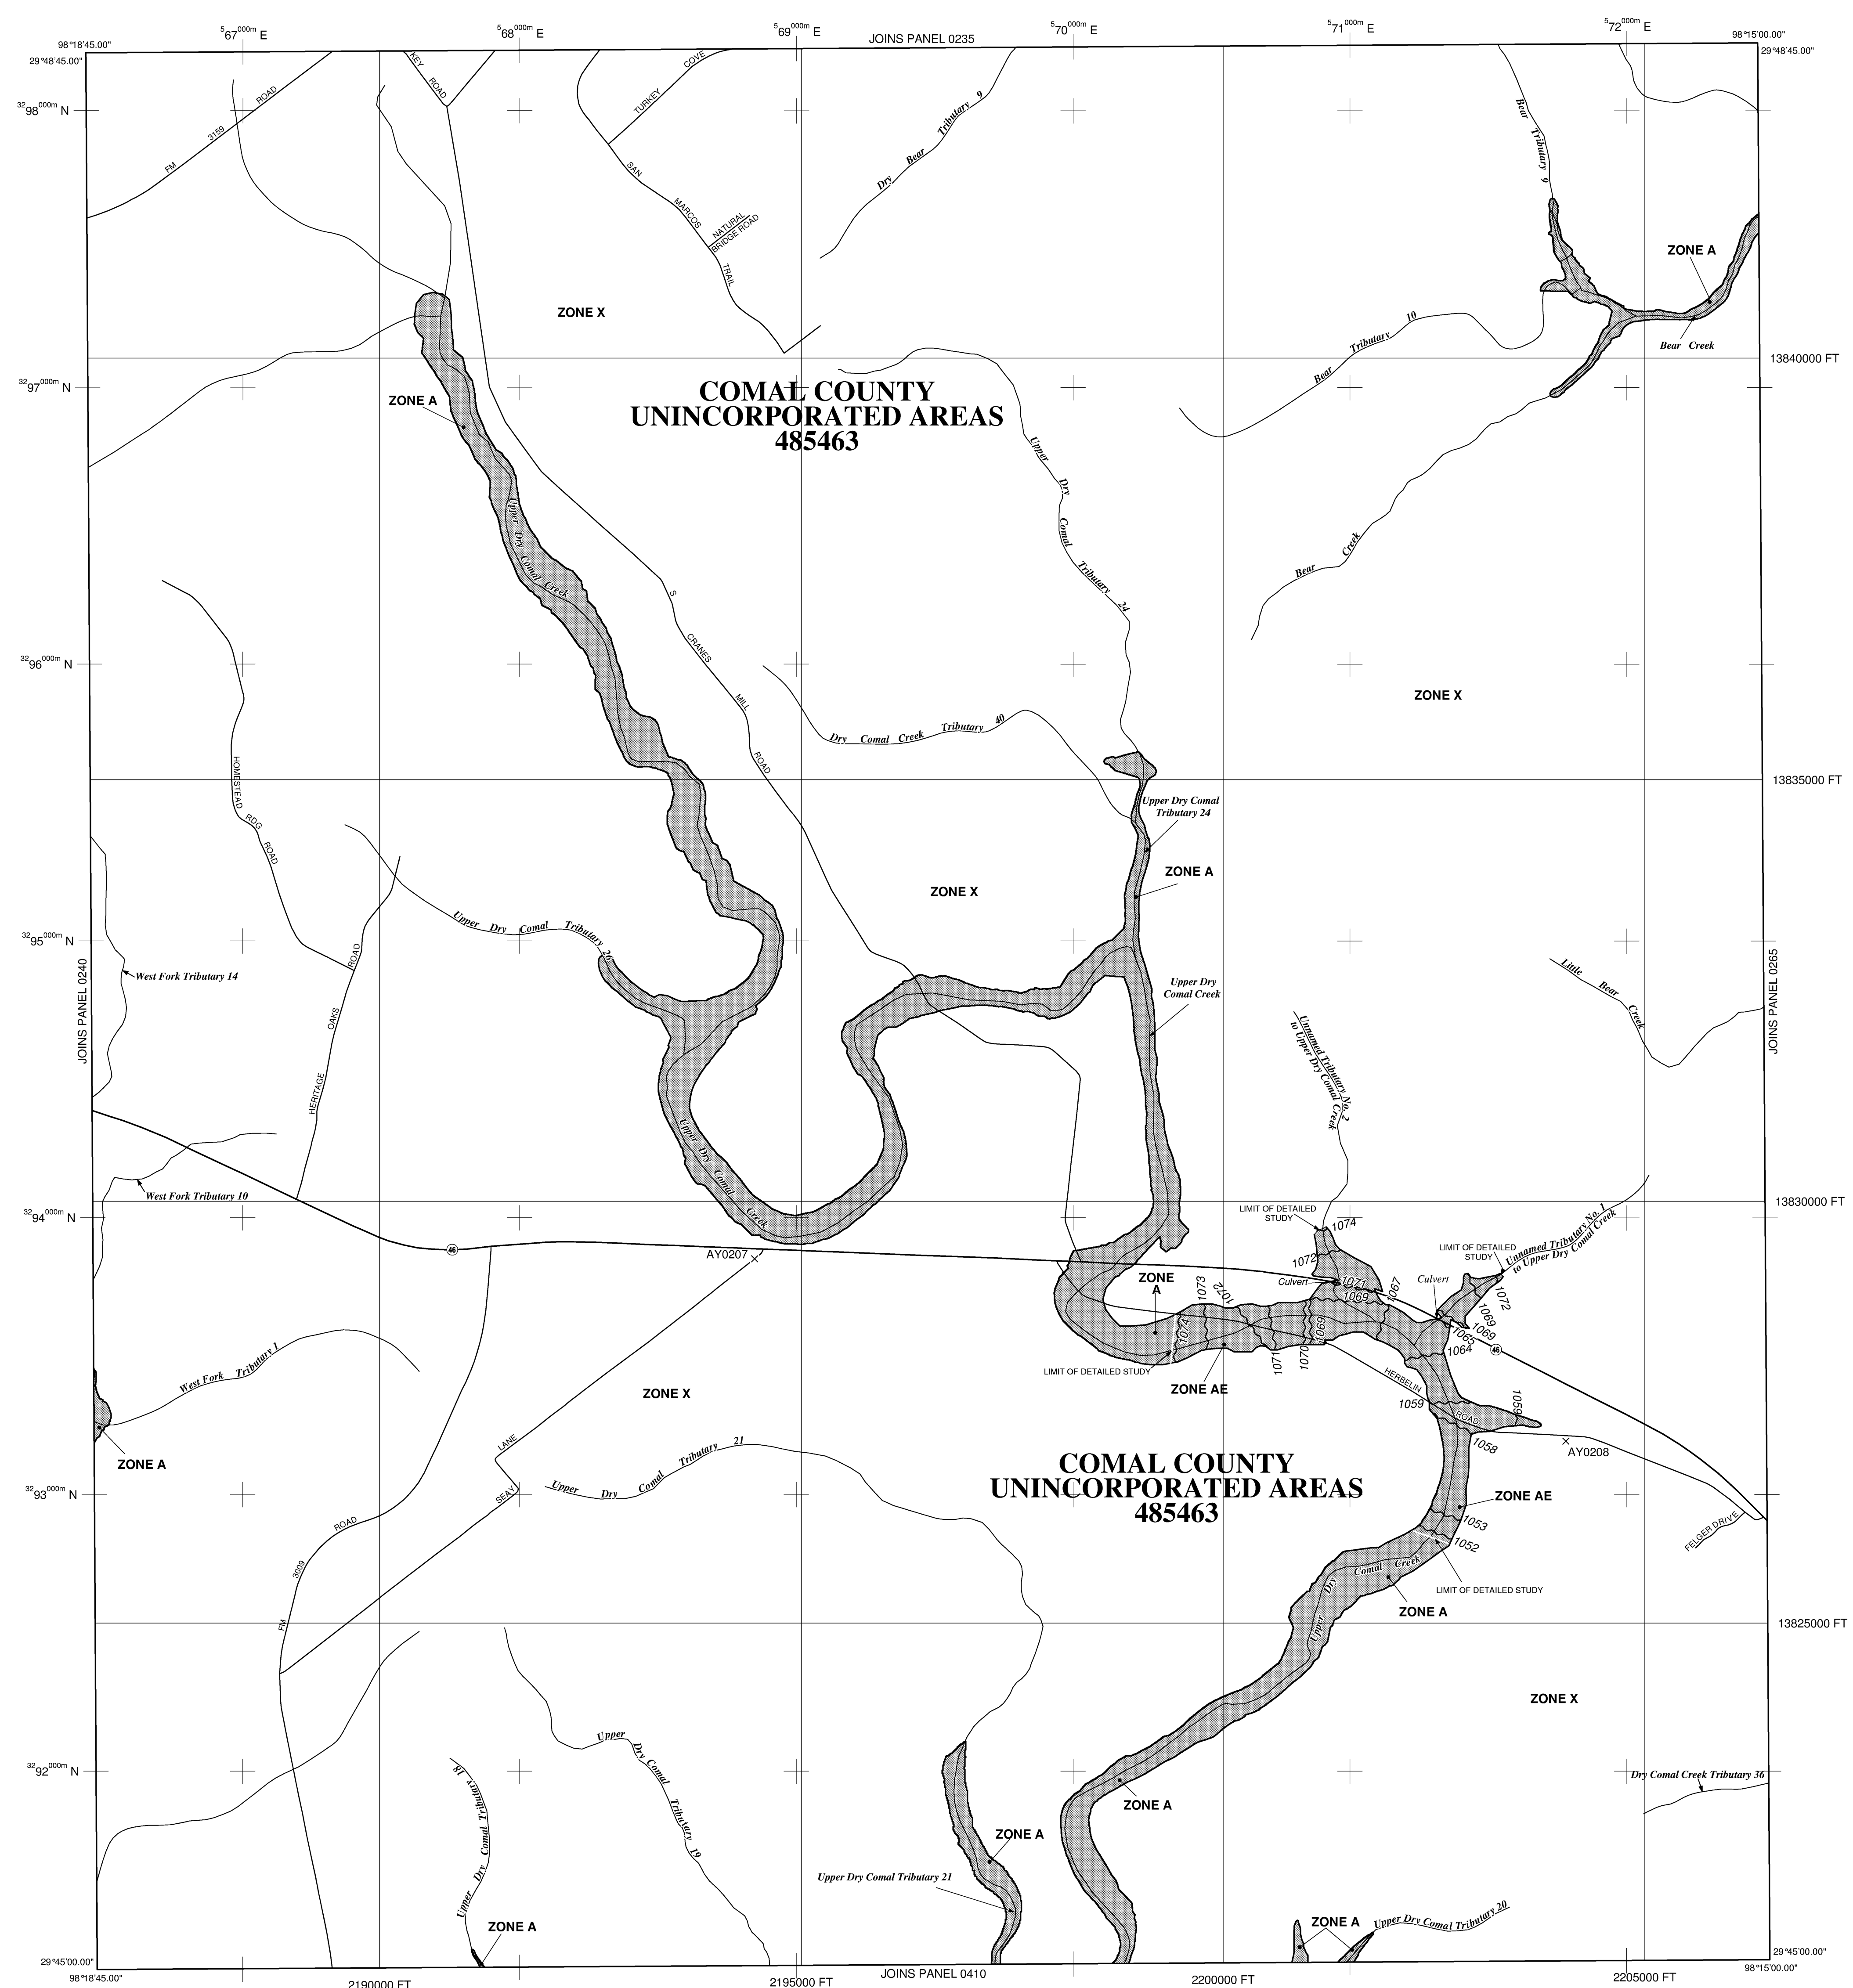 567000m E
568000m E
569000m E
JOINS PANEL 0235
570000m E
571000m E
572000m E
98°18'45.00"
29°48'45.00"
98°15'00.00"
29°48'45.00"
3298000m N
FM 3159 ROAD
KEY ROAD
TURKEY COVE
SAN MARCOS TRAIL
NATURAL
BRIDGE ROAD
Dry Bear Tributary 9
Bear Tributary 9
ZONE A
ZONE X
Bear Tributary 10
Bear Creek
13840000 FT
3297000m N
ZONE A
COMAL COUNTY
UNINCORPORATED AREAS
485463
Upper Dry Comal Tributary 24
Upper Dry Comal Creek
Bear Creek
S CRANES MILL ROAD
3296000m N
ZONE X
Dry Comal Creek Tributary 40
HOMESTEAD RDG ROAD
13835000 FT
Upper Dry Comal
Tributary 24
ZONE A
ZONE X
Upper Dry Comal Tributary 26
3295000m N
JOINS PANEL 0240
West Fork Tributary 14
HERITAGE OAKS ROAD
Upper Dry
Comal Creek
Little Bear Creek
JOINS PANEL 0265
Unnamed Tributary No. 2
to Upper Dry Comal Creek
Upper Dry Comal Creek
West Fork Tributary 10
13830000 FT
3294000m N
LIMIT OF DETAILED
STUDY
1074
Unnamed Tributary No. 1
to Upper Dry Comal Creek
LIMIT OF DETAILED
STUDY
46
AY0207
1072
Culvert
1071
1069
1067
Culvert
1072
1069
1069
1065
1064
46
ZONE
A
1073
1072
1074
1071
1070
1069
LIMIT OF DETAILED STUDY
ZONE AE
HERBELIN ROAD
1059
1059
1058
AY0208
West Fork Tributary 1
ZONE X
ZONE A
SEAY LANE
Upper Dry Comal Tributary 21
COMAL COUNTY
UNINCORPORATED AREAS
485463
3293000m N
ZONE AE
1053
1052
FELGER DRIVE
FM 3009 ROAD
Upper Dry Comal Creek
LIMIT OF DETAILED STUDY
ZONE A
13825000 FT
ZONE X
Upper Dry Comal Tributary 19
Upper Dry Comal Tributary 18
3292000m N
Dry Comal Creek Tributary 36
ZONE A
ZONE A
Upper Dry Comal Tributary 21
ZONE A
ZONE A
Upper Dry Comal Tributary 20
29°45'00.00"
98°18'45.00"
2190000 FT
2195000 FT
JOINS PANEL 0410
2200000 FT
2205000 FT
29°45'00.00"
98°15'00.00"